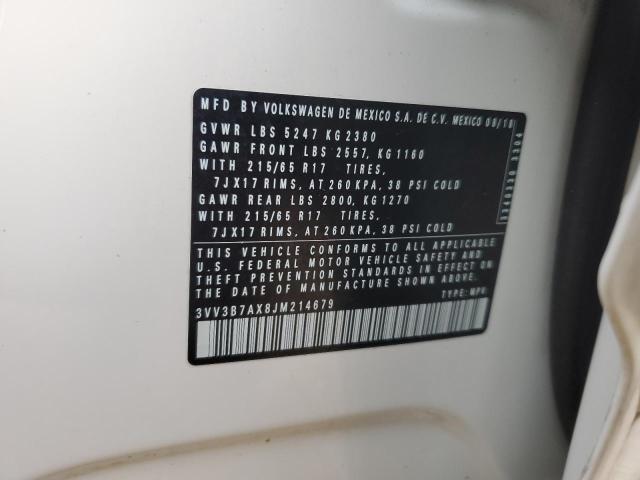 MFD BY VOLKSWAGEN DE MEXICO S.A. DE C.V. MEXICO 08/18
GVWR LBS 5247 KG 2380
GAWR FRONT LBS 2557, KG 1160
WITH 215/65 R17 TIRES,
7JX17 RIMS, AT 260 KPA, 38 PSI COLD
GAWR REAR LBS 2800, KG 1270
WITH 215/65 R17 TIRES,
7JX17 RIMS, AT 260 KPA, 38 PSI COLD
THIS VEHICLE CONFORMS TO ALL APPLICABLE
U.S. FEDERAL MOTOR VEHICLE SAFETY AND
THEFT PREVENTION STANDARDS IN EFFECT ON
THE DATE OF MANUFACTURE SHOWN ABOVE.
3VV3B7AX8JM214679 TYPE: MPV
3340330 3304